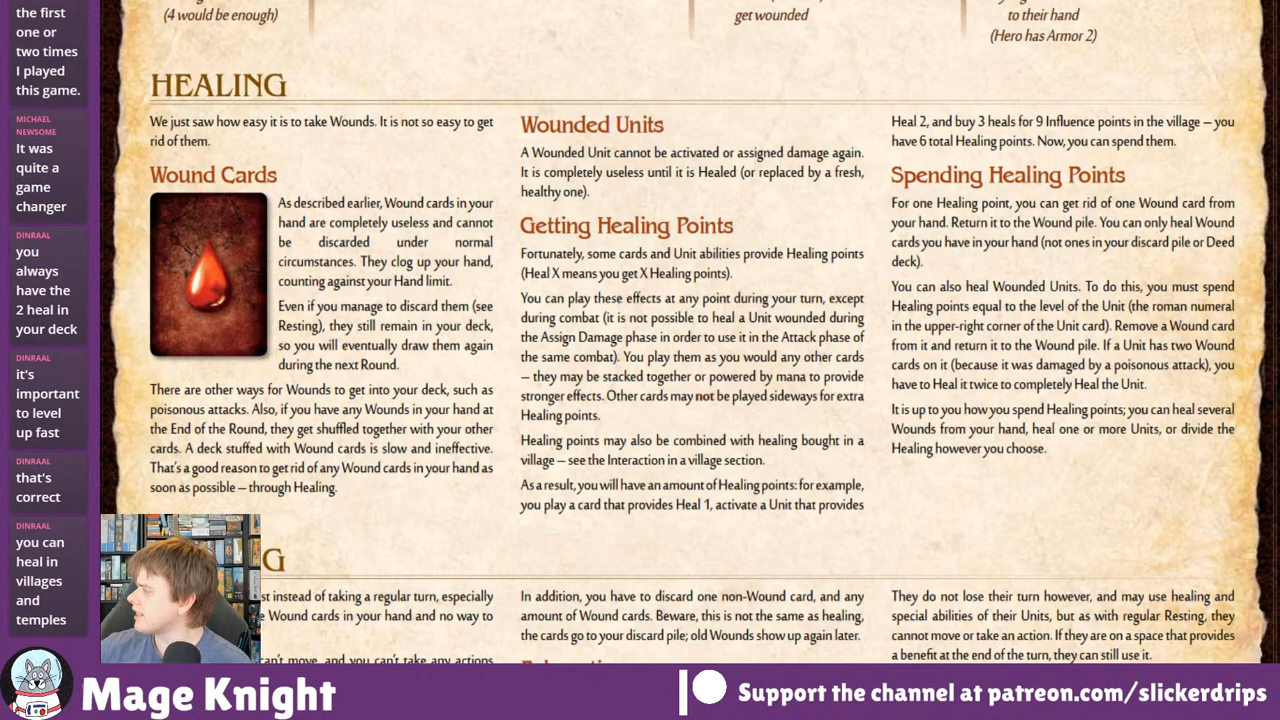 the first
one or
two times
I played
this game.
MICHAEL
NEWSOME
It was
quite a
game
changer
DINRAAL
you
always
have the
2 heal in
your deck
DINRAAL
it's
important
to level
up fast
DINRAAL
that's
correct
DINRAAL
you can
heal in
villages
and
temples
(4 would be enough)
get wounded
to their hand
(Hero has Armor 2)
HEALING
We just saw how easy it is to take Wounds. It is not so easy to get
rid of them.
Wound Cards
As described earlier, Wound cards in your
hand are completely useless and cannot
be discarded under normal
circumstances. They clog up your hand,
counting against your Hand limit.
Even if you manage to discard them (see
Resting), they still remain in your deck,
so you will eventually draw them again
during the next Round.
There are other ways for Wounds to get into your deck, such as
poisonous attacks. Also, if you have any Wounds in your hand at
the End of the Round, they get shuffled together with your other
cards. A deck stuffed with Wound cards is slow and ineffective.
That's a good reason to get rid of any Wound cards in your hand as
soon as possible – through Healing.
Wounded Units
A Wounded Unit cannot be activated or assigned damage again.
It is completely useless until it is Healed (or replaced by a fresh,
healthy one).
Getting Healing Points
Fortunately, some cards and Unit abilities provide Healing points
(Heal X means you get X Healing points).
You can play these effects at any point during your turn, except
during combat (it is not possible to heal a Unit wounded during
the Assign Damage phase in order to use it in the Attack phase of
the same combat). You play them as you would any other cards
– they may be stacked together or powered by mana to provide
stronger effects. Other cards may not be played sideways for extra
Healing points.
Healing points may also be combined with healing bought in a
village – see the Interaction in a village section.
As a result, you will have an amount of Healing points: for example,
you play a card that provides Heal 1, activate a Unit that provides
Heal 2, and buy 3 heals for 9 Influence points in the village – you
have 6 total Healing points. Now, you can spend them.
Spending Healing Points
For one Healing point, you can get rid of one Wound card from
your hand. Return it to the Wound pile. You can only heal Wound
cards you have in your hand (not ones in your discard pile or Deed
deck).
You can also heal Wounded Units. To do this, you must spend
Healing points equal to the level of the Unit (the roman numeral
in the upper-right corner of the Unit card). Remove a Wound card
from it and return it to the Wound pile. If a Unit has two Wound
cards on it (because it was damaged by a poisonous attack), you
have to Heal it twice to completely Heal the Unit.
It is up to you how you spend Healing points; you can heal several
Wounds from your hand, heal one or more Units, or divide the
Healing however you choose.
G
st instead of taking a regular turn, especially
e Wound cards in your hand and no way to
can't move, and you can't take any actions
In addition, you have to discard one non-Wound card, and any
amount of Wound cards. Beware, this is not the same as healing,
the cards go to your discard pile; old Wounds show up again later.
They do not lose their turn however, and may use healing and
special abilities of their Units, but as with regular Resting, they
cannot move or take an action. If they are on a space that provides
a benefit at the end of the turn, they can still use it.
Mage Knight
Support the channel at patreon.com/slickerdrips